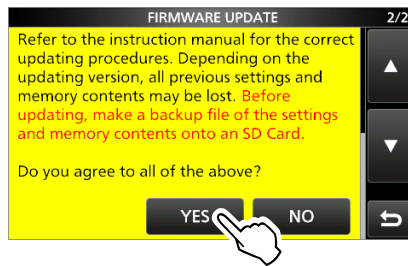 FIRMWARE UPDATE 2/2
Refer to the instruction manual for the correct
updating procedures. Depending on the
updating version, all previous settings and
memory contents may be lost. Before
updating, make a backup file of the settings
and memory contents onto an SD Card.
Do you agree to all of the above?
YES NO